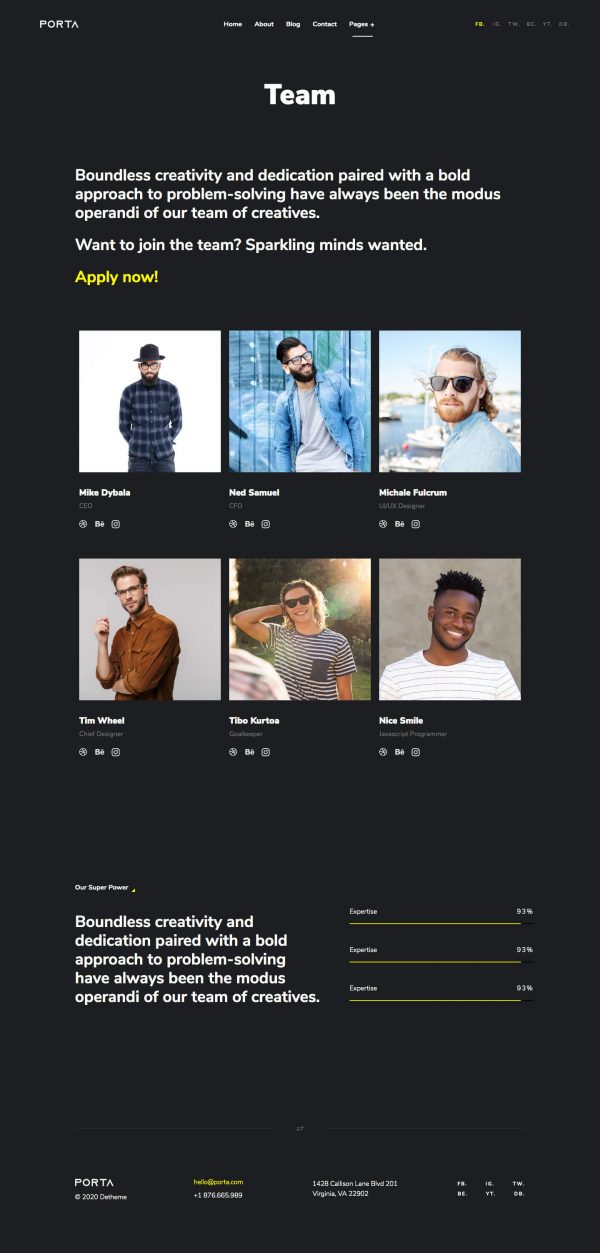 PORTA
Home About Blog Contact Pages +
FB. IG. TW. BE. YT. DB.
Team
Boundless creativity and dedication paired with a bold
approach to problem-solving have always been the modus
operandi of our team of creatives.
Want to join the team? Sparkling minds wanted.
Apply now!
Mike Dybala
CEO
Bē
Ned Samuel
CFO
Bē
Michale Fulcrum
UI/UX Designer
Bē
Tim Wheel
Chief Designer
Bē
Tibo Kurtoa
Goalkeeper
Bē
Nice Smile
Javascript Programmer
Bē
Our Super Power
Boundless creativity and
dedication paired with a bold
approach to problem-solving
have always been the modus
operandi of our team of creatives.
Expertise 93%
Expertise 93%
Expertise 93%
PORTA
© 2020 Detheme
hello@porta.com
+1 876.665.989
1428 Callison Lane Blvd 201
Virginia, VA 22902
FB. IG. TW.
BE. YT. DB.